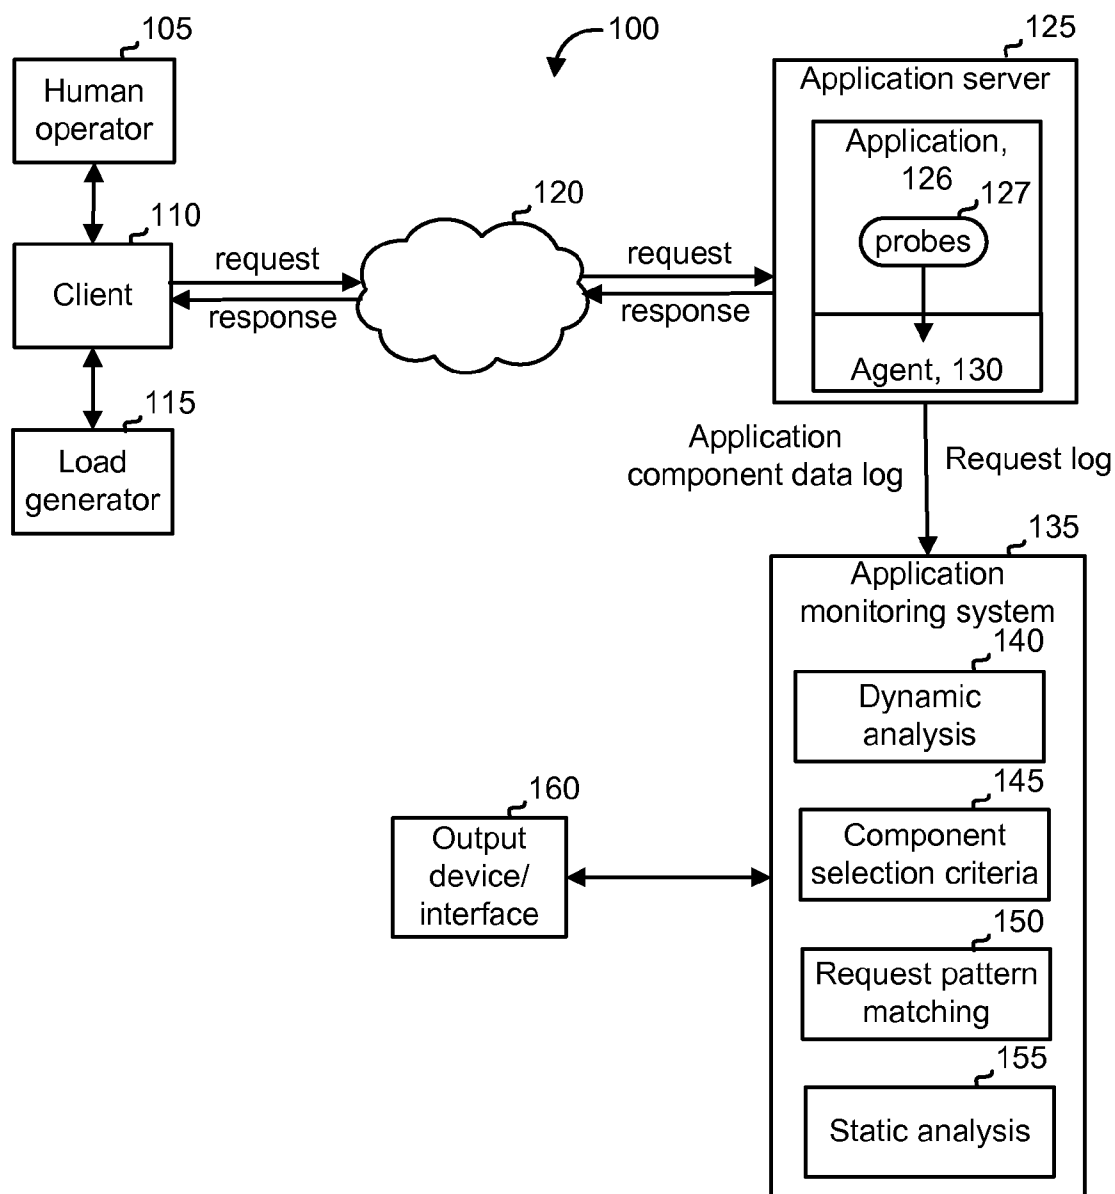 105
Human
operator
100
125
Application server
Application,
126
127
probes
Agent, 130
110
Client
request
response
120
request
response
115
Load
generator
Application
component data log
Request log
135
Application
monitoring system
140
Dynamic
analysis
145
Component
selection criteria
150
Request pattern
matching
155
Static analysis
160
Output
device/
interface